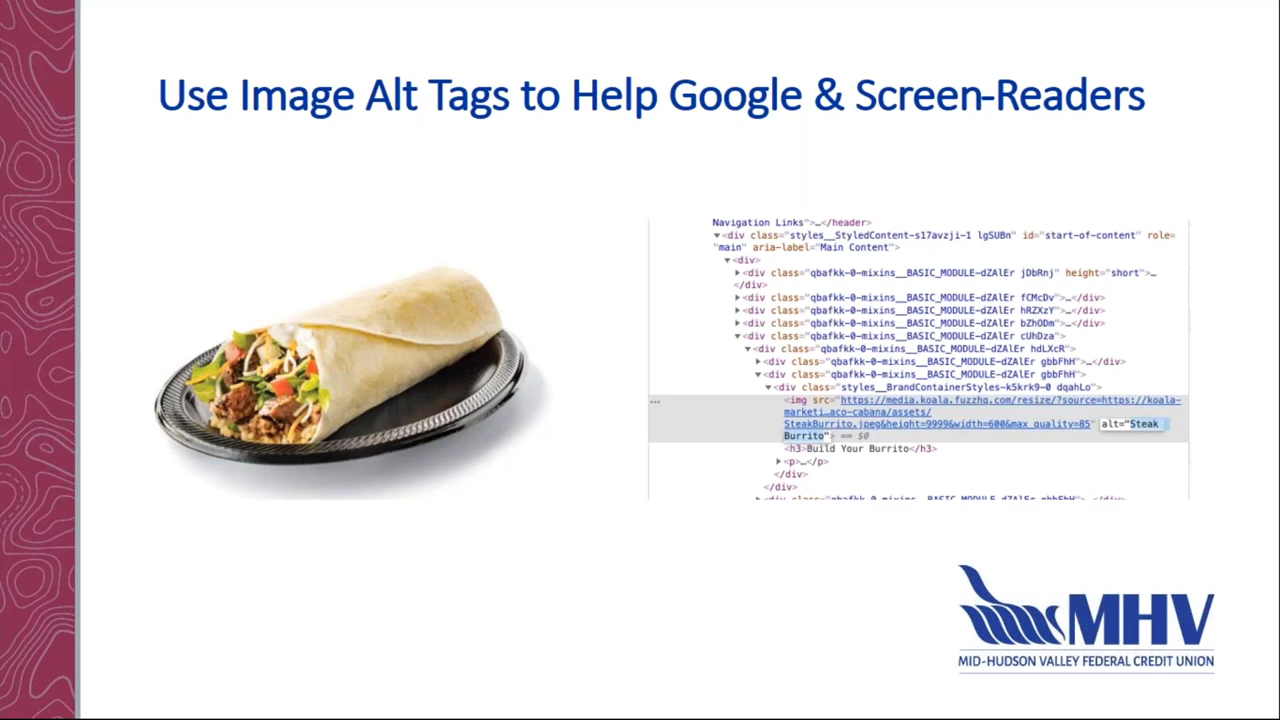 Use Image Alt Tags to Help Google & Screen-Readers
Navigation Links">…</header>
▼<div class="styles__StyledContent-s17avzji-1 lgSUBn" id="start-of-content" role=
"main" aria-label="Main Content">
▼<div>
▶<div class="qbafkk-0-mixins__BASIC_MODULE-dZAlEr jDbRnj" height="short">…
</div>
▶<div class="qbafkk-0-mixins__BASIC_MODULE-dZAlEr fCMcDv">…</div>
▶<div class="qbafkk-0-mixins__BASIC_MODULE-dZAlEr hRZXzY">…</div>
▶<div class="qbafkk-0-mixins__BASIC_MODULE-dZAlEr bZhODm">…</div>
▼<div class="qbafkk-0-mixins__BASIC_MODULE-dZAlEr cUhDza">
▼<div class="qbafkk-0-mixins__BASIC_MODULE-dZAlEr hdLXcR">
▶<div class="qbafkk-0-mixins__BASIC_MODULE-dZAlEr gbbFhH">…</div>
▼<div class="qbafkk-0-mixins__BASIC_MODULE-dZAlEr gbbFhH">
▼<div class="styles__BrandContainerStyles-k5krk9-0 dqahLo">
… <img src="https://media.koala.fuzzhq.com/resize/?source=https://koala-
marketi…aco-cabana/assets/
SteakBurrito.jpeg&height=9999&width=600&max_quality=85" alt="Steak
Burrito"> == $0
<h3>Build Your Burrito</h3>
▶<p>…</p>
</div>
</div>
MHV
MID-HUDSON VALLEY FEDERAL CREDIT UNION